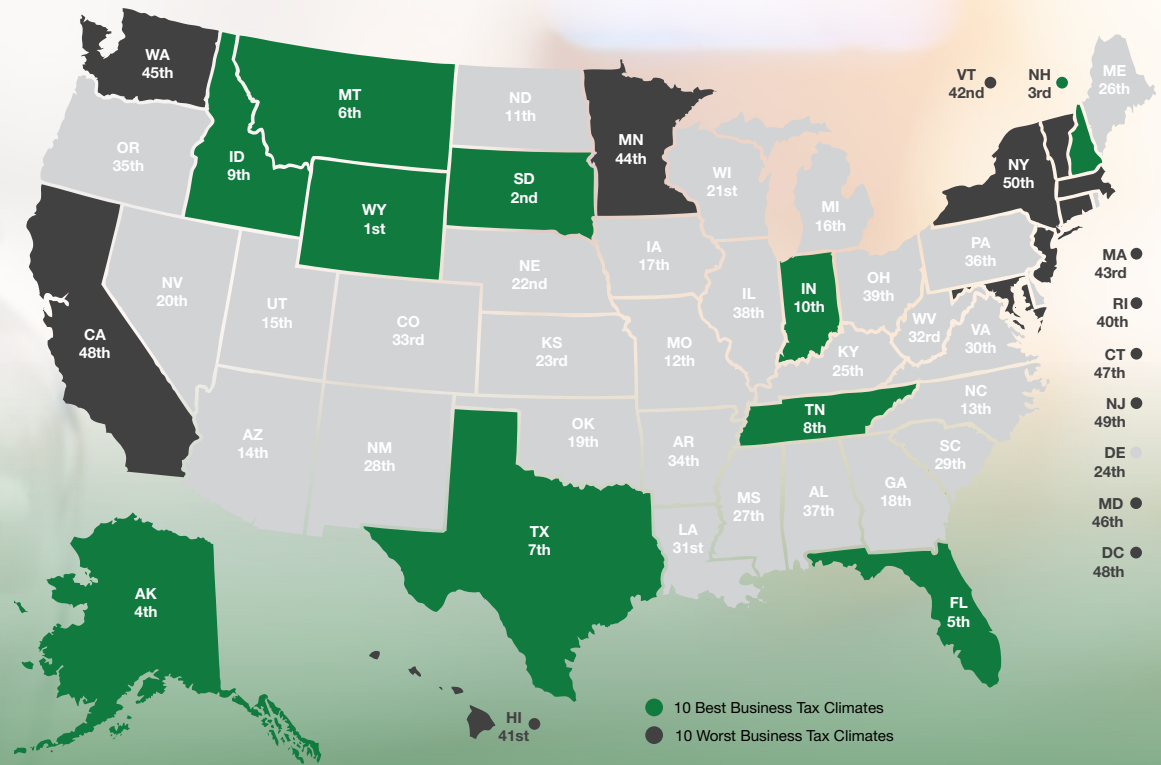 WA
45th
MT
6th
ND
11th
MN
44th
VT
42nd
NH
3rd
ME
26th
OR
35th
ID
9th
SD
2nd
WI
21st
NY
50th
WY
1st
MI
16th
IA
17th
PA
36th
NV
20th
UT
15th
NE
22nd
IL
38th
IN
10th
OH
39th
MA
43rd
RI
40th
CA
48th
CO
33rd
KS
23rd
MO
12th
KY
25th
WV
32rd
VA
30th
CT
47th
NJ
49th
AZ
14th
NM
28th
OK
19th
AR
34th
TN
8th
NC
13th
SC
29th
DE
24th
MS
27th
AL
37th
GA
18th
MD
46th
TX
7th
LA
31st
DC
48th
AK
4th
FL
5th
HI
41st
10 Best Business Tax Climates
10 Worst Business Tax Climates